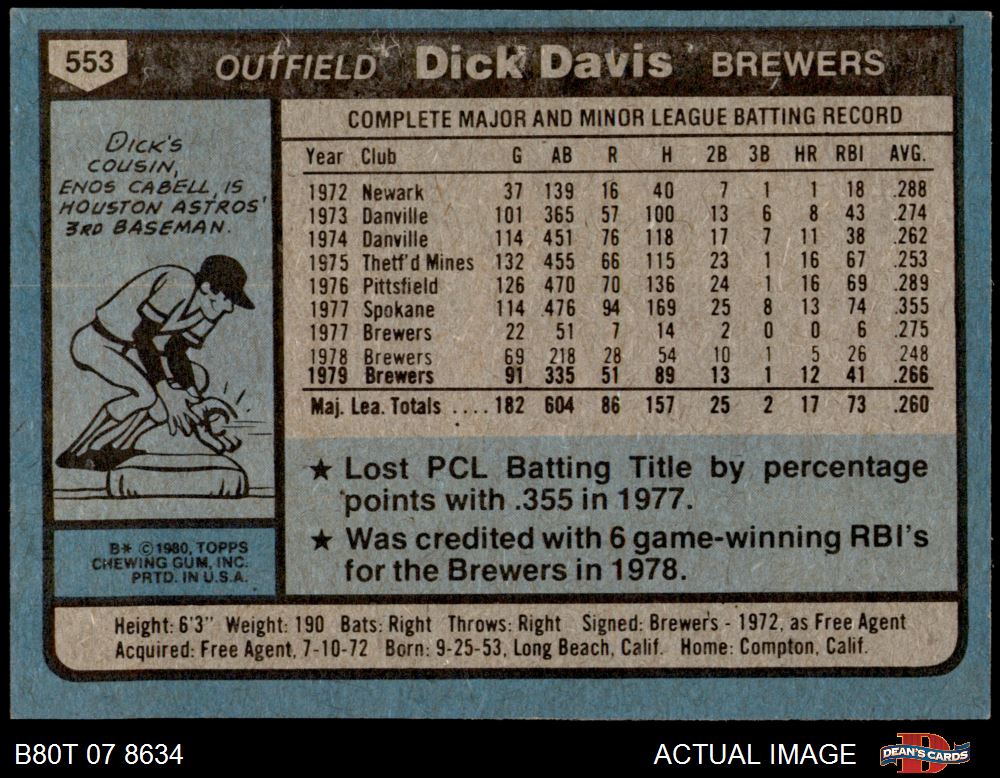 553 OUTFIELD Dick Davis BREWERS
DICK'S
COUSIN,
ENOS CABELL, IS
HOUSTON ASTROS'
3RD BASEMAN.
COMPLETE MAJOR AND MINOR LEAGUE BATTING RECORD
Year Club G AB R H 2B 3B HR RBI AVG.
1972 Newark 37 139 16 40 7 1 1 18 .288
1973 Danville 101 365 57 100 13 6 8 43 .274
1974 Danville 114 451 76 118 17 7 11 38 .262
1975 Thetf'd Mines 132 455 66 115 23 1 16 67 .253
1976 Pittsfield 126 470 70 136 24 1 16 69 .289
1977 Spokane 114 476 94 169 25 8 13 74 .355
1977 Brewers 22 51 7 14 2 0 0 6 .275
1978 Brewers 69 218 28 54 10 1 5 26 .248
1979 Brewers 91 335 51 89 13 1 12 41 .266
Maj. Lea. Totals .... 182 604 86 157 25 2 17 73 .260
★ Lost PCL Batting Title by percentage
points with .355 in 1977.
★ Was credited with 6 game-winning RBI's
for the Brewers in 1978.
B* © 1980, TOPPS
CHEWING GUM, INC.
PRTD. IN U.S.A.
Height: 6'3" Weight: 190 Bats: Right Throws: Right Signed: Brewers - 1972, as Free Agent
Acquired: Free Agent, 7-10-72 Born: 9-25-53, Long Beach, Calif. Home: Compton, Calif.
B80T 07 8634 ACTUAL IMAGE DEAN'S CARDS